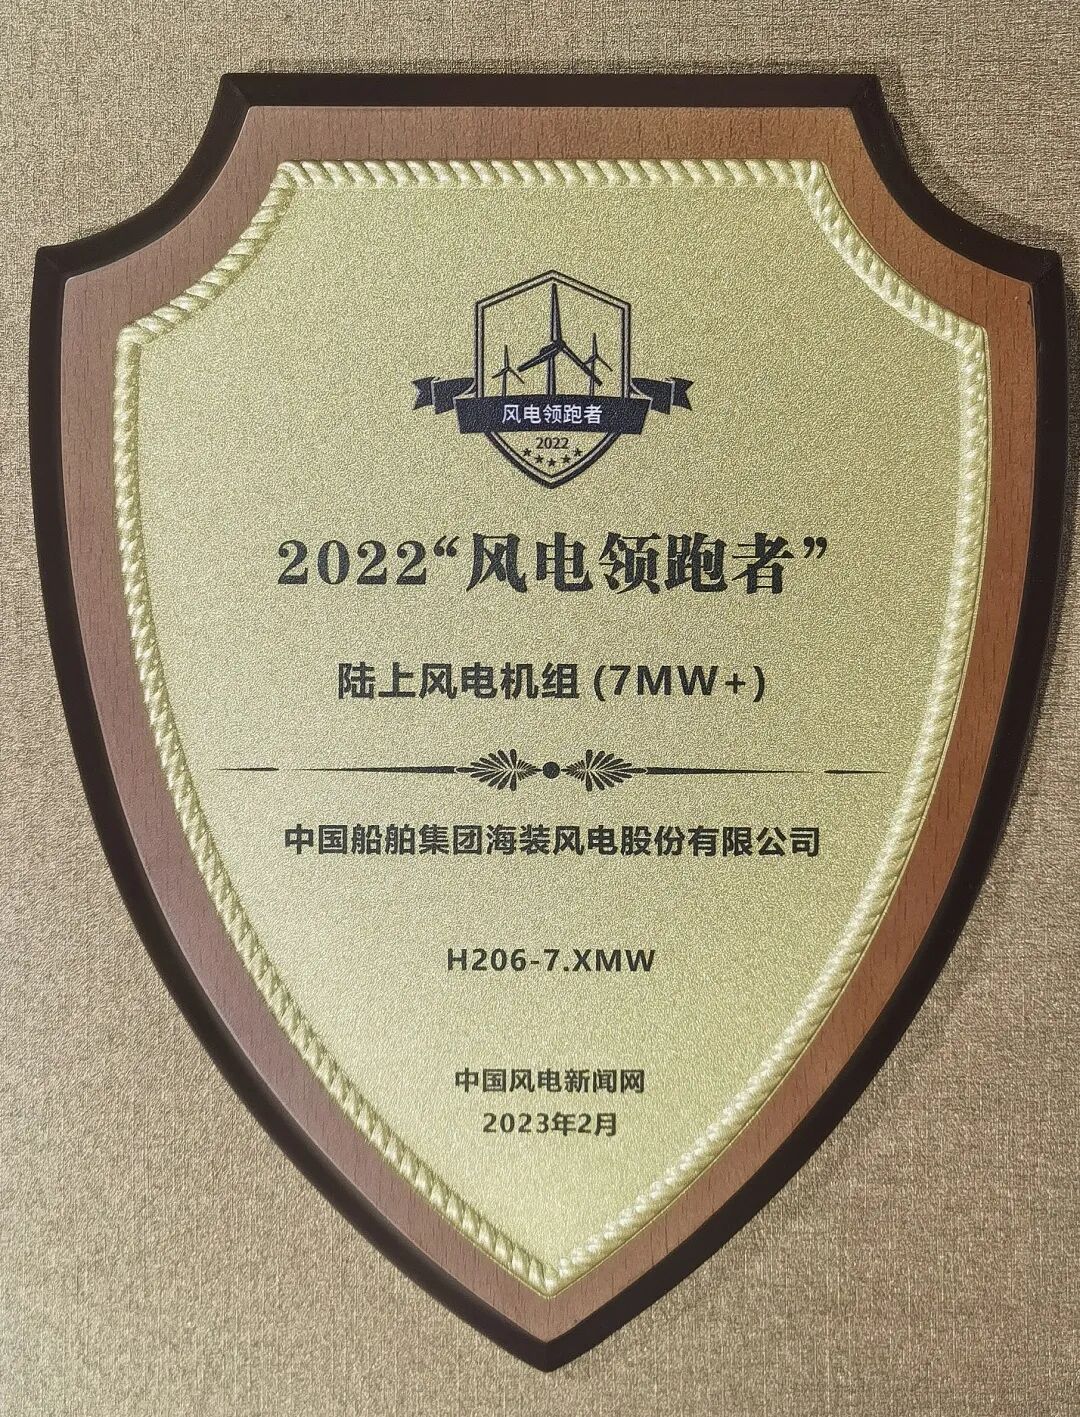 风电领跑者
2022
2022“风电领跑者”
陆上风电机组 (7MW+)
中国船舶集团海装风电股份有限公司
H206-7.XMW
中国风电新闻网
2023年2月